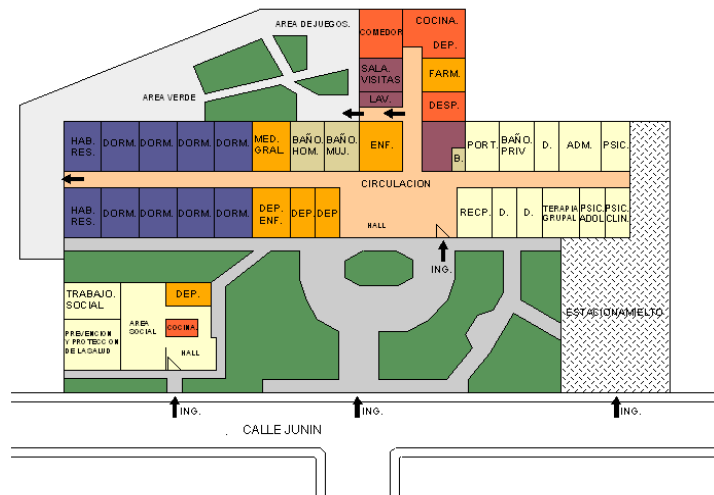 AREA DE JUEGOS.
COMEDOR
COCINA.
DEP.
SALA.
VISITAS
FARM.
AREA VERDE
LAV.
DESP.
HAB.
RES.
DORM.
DORM.
DORM.
DORM.
MED.
GRAL.
BAÑO.
HOM.
BAÑO.
MUJ.
ENF.
B.
PORT.
BAÑO.
PRIV
D.
ADM.
PSIC.
CIRCULACION
HAB.
RES.
DORM.
DORM.
DORM.
DORM.
DEP.
ENF.
DEP.
DEP
HALL
RECP.
D.
D.
TERAPIA
GRUPAL
PSIC.
ADOL
PSIC.
CLIN.
ING.
TRABAJO.
SOCIAL
DEP.
AREA
SOCIAL
COCINA.
PREVENCION
Y PROTECCION
DE LA SALUD
HALL
ESTACIONAMIELTO
ING.
ING.
ING.
CALLE JUNIN